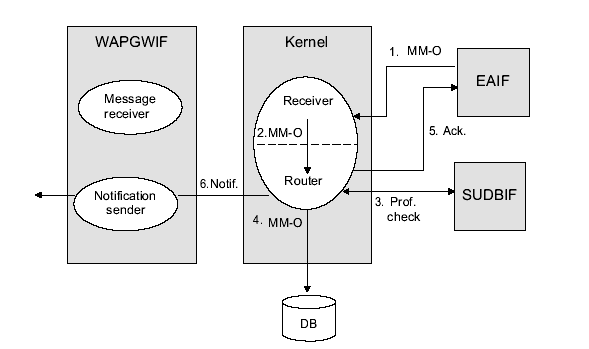 WAPGWIF
Kernel
1. MM-O
EAIF
Message
receiver
Receiver
2.MM-O
5. Ack.
Router
6.Notif.
Notification
sender
3. Prof.
check
SUDBIF
4. MM-O
DB